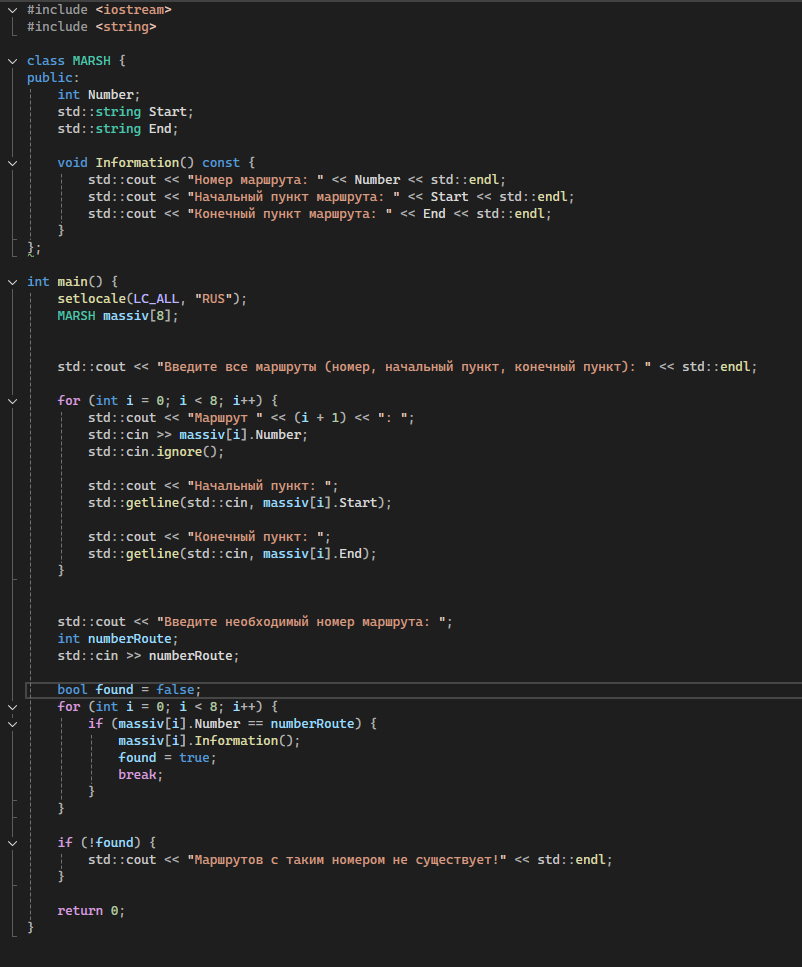 #include <iostream>
#include <string>

class MARSH {
public:
    int Number;
    std::string Start;
    std::string End;

    void Information() const {
        std::cout << "Номер маршрута: " << Number << std::endl;
        std::cout << "Начальный пункт маршрута: " << Start << std::endl;
        std::cout << "Конечный пункт маршрута: " << End << std::endl;
    }
};

int main() {
    setlocale(LC_ALL, "RUS");
    MARSH massiv[8];


    std::cout << "Введите все маршруты (номер, начальный пункт, конечный пункт): " << std::endl;

    for (int i = 0; i < 8; i++) {
        std::cout << "Маршрут " << (i + 1) << ": ";
        std::cin >> massiv[i].Number;
        std::cin.ignore();

        std::cout << "Начальный пункт: ";
        std::getline(std::cin, massiv[i].Start);

        std::cout << "Конечный пункт: ";
        std::getline(std::cin, massiv[i].End);
    }


    std::cout << "Введите необходимый номер маршрута: ";
    int numberRoute;
    std::cin >> numberRoute;

    bool found = false;
    for (int i = 0; i < 8; i++) {
        if (massiv[i].Number == numberRoute) {
            massiv[i].Information();
            found = true;
            break;
        }
    }

    if (!found) {
        std::cout << "Маршрутов с таким номером не существует!" << std::endl;
    }

    return 0;
}